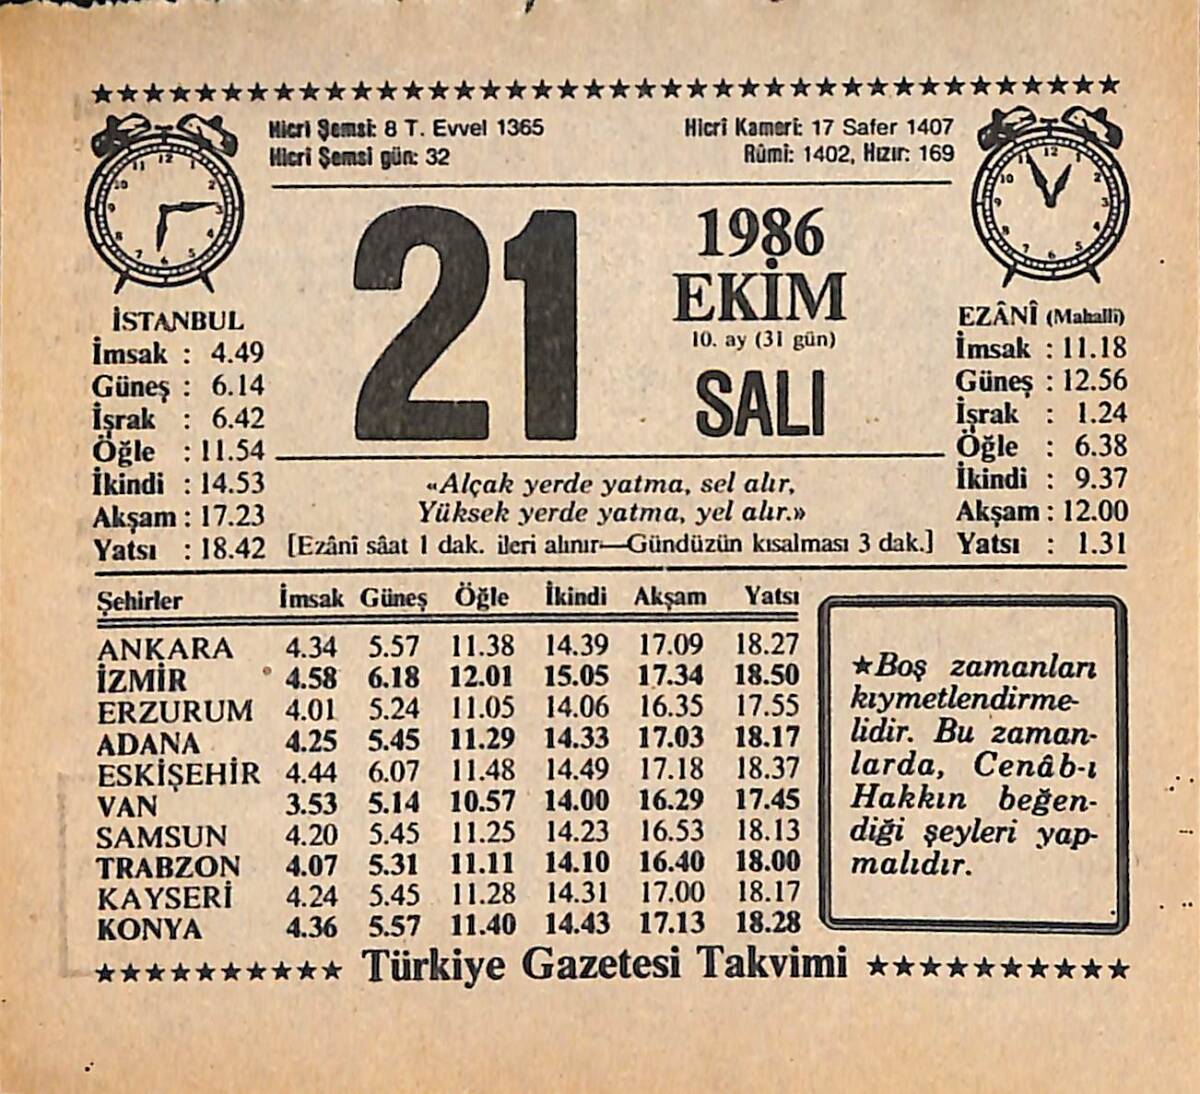 Hicrî Şemsî: 8 T. Evvel 1365
Hicrî Şemsî gün: 32
Hicrî Kamerî: 17 Safer 1407
Rûmî: 1402, Hızır: 169
21
1986
EKİM
10. ay (31 gün)
SALI
İSTANBUL
İmsak : 4.49
Güneş : 6.14
İşrak : 6.42
Öğle : 11.54
İkindi : 14.53
Akşam : 17.23
Yatsı : 18.42
EZÂNÎ (Mahallî)
İmsak : 11.18
Güneş : 12.56
İşrak : 1.24
Öğle : 6.38
İkindi : 9.37
Akşam : 12.00
Yatsı : 1.31
«Alçak yerde yatma, sel alır,
Yüksek yerde yatma, yel alır.»
[Ezânî sâat 1 dak. ileri alınır—Gündüzün kısalması 3 dak.]
Şehirler İmsak Güneş Öğle İkindi Akşam Yatsı
ANKARA 4.34 5.57 11.38 14.39 17.09 18.27
İZMİR 4.58 6.18 12.01 15.05 17.34 18.50
ERZURUM 4.01 5.24 11.05 14.06 16.35 17.55
ADANA 4.25 5.45 11.29 14.33 17.03 18.17
ESKİŞEHİR 4.44 6.07 11.48 14.49 17.18 18.37
VAN 3.53 5.14 10.57 14.00 16.29 17.45
SAMSUN 4.20 5.45 11.25 14.23 16.53 18.13
TRABZON 4.07 5.31 11.11 14.10 16.40 18.00
KAYSERİ 4.24 5.45 11.28 14.31 17.00 18.17
KONYA 4.36 5.57 11.40 14.43 17.13 18.28
★Boş zamanları
kıymetlendirme-
lidir. Bu zaman-
larda, Cenâb-ı
Hakkın beğen-
diği şeyleri yap-
malıdır.
★★★★★★★★★★ Türkiye Gazetesi Takvimi ★★★★★★★★★★